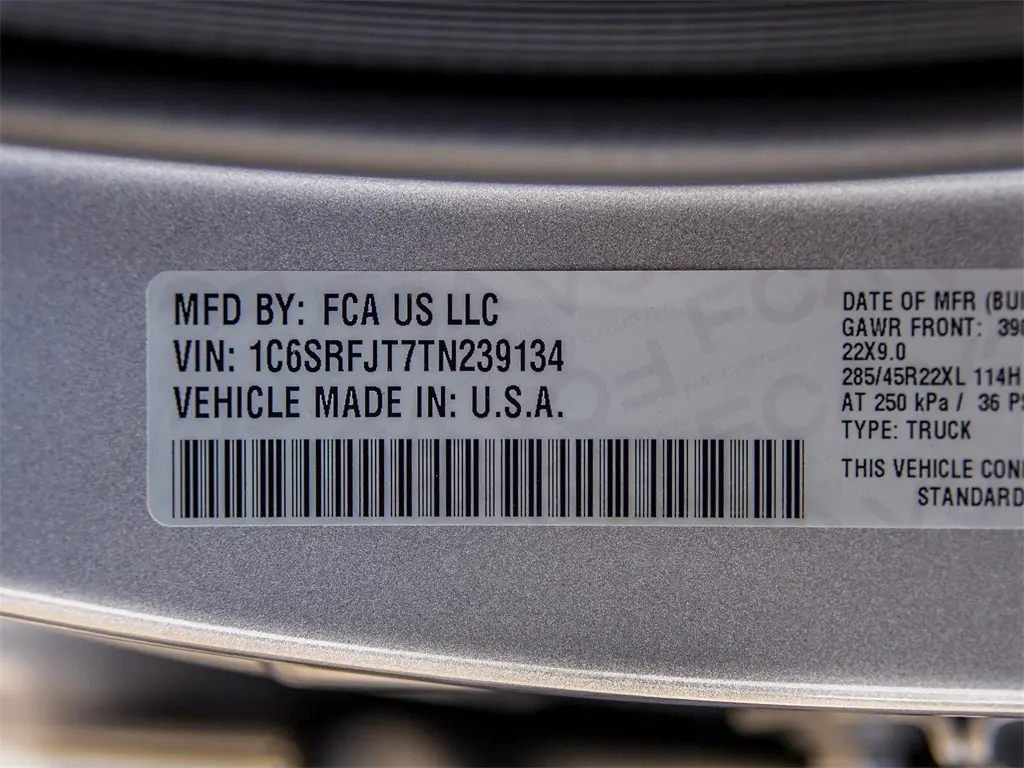 MFD BY: FCA US LLC
VIN: 1C6SRFJT7TN239134
VEHICLE MADE IN: U.S.A.
DATE OF MFR
GAWR FRONT:
22X9.0
285/45R22XL 114H
AT 250 kPa / 36
TYPE: TRUCK
THIS VEHICLE
STANDARD
FCA